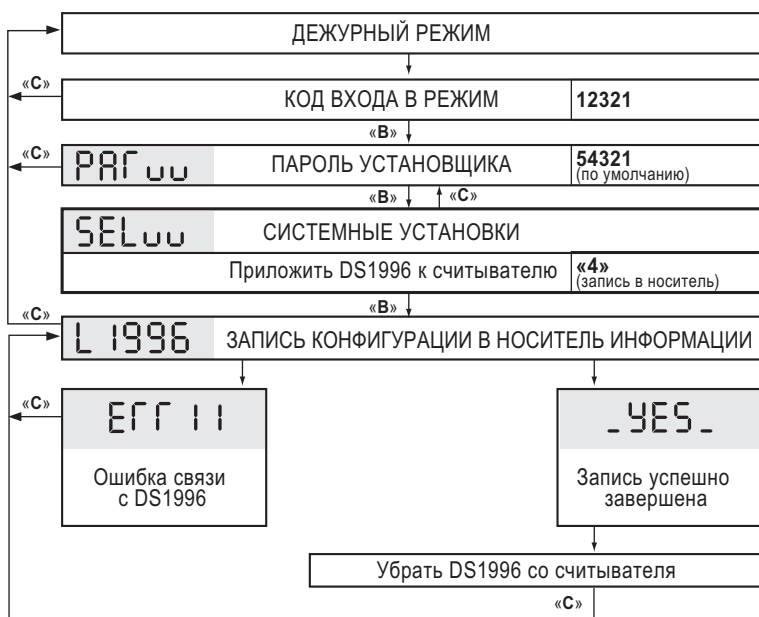 ДЕЖУРНЫЙ РЕЖИМ
«C»
КОД ВХОДА В РЕЖИМ
12321
«B»
«C»
PAГuu
ПАРОЛЬ УСТАНОВЩИКА
54321
(по умолчанию)
«B»
«C»
SELuu
СИСТЕМНЫЕ УСТАНОВКИ
Приложить DS1996 к считывателю
«4»
(запись в носитель)
«B»
«C»
L 1996
ЗАПИСЬ КОНФИГУРАЦИИ В НОСИТЕЛЬ ИНФОРМАЦИИ
«C»
EГГ 11
_YES_
Ошибка связи
с DS1996
Запись успешно
завершена
Убрать DS1996 со считывателя
«C»